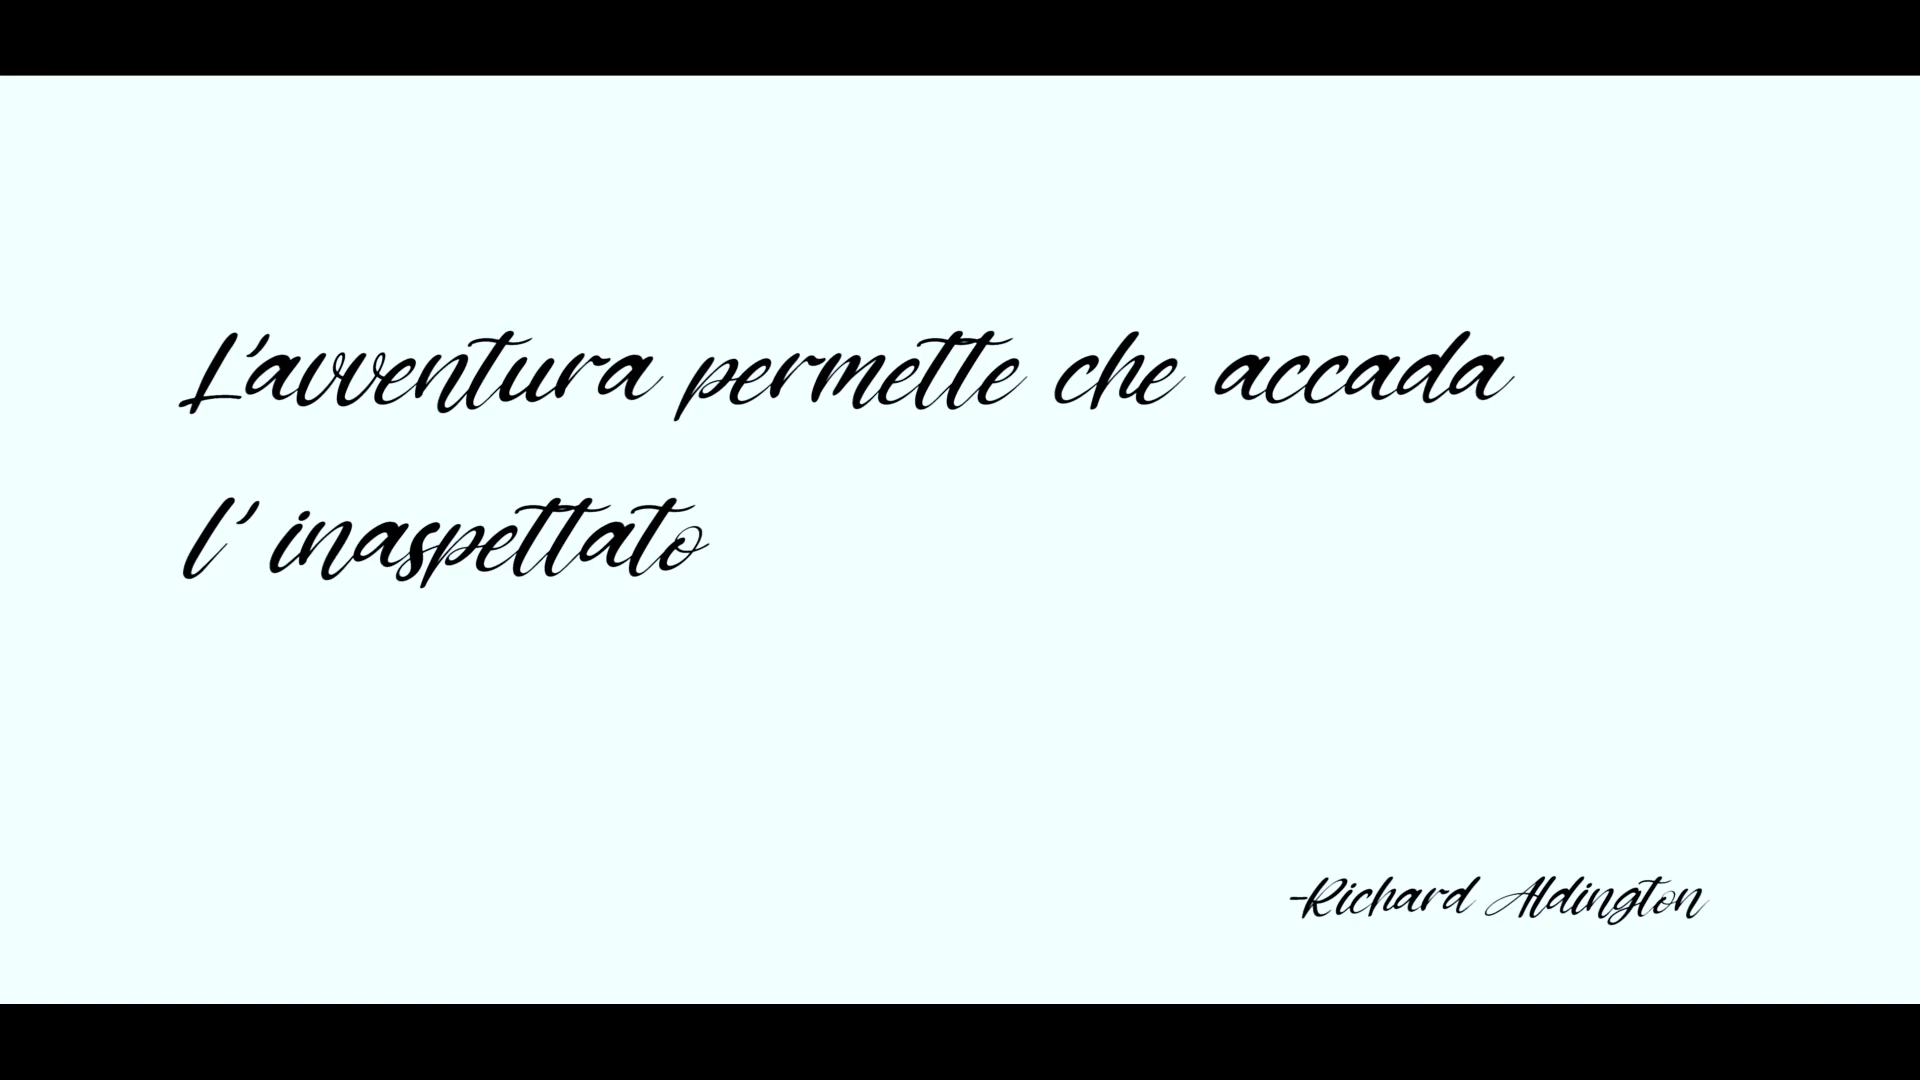 L'avventura permette che accada
l' inaspettato
-Richard Aldington